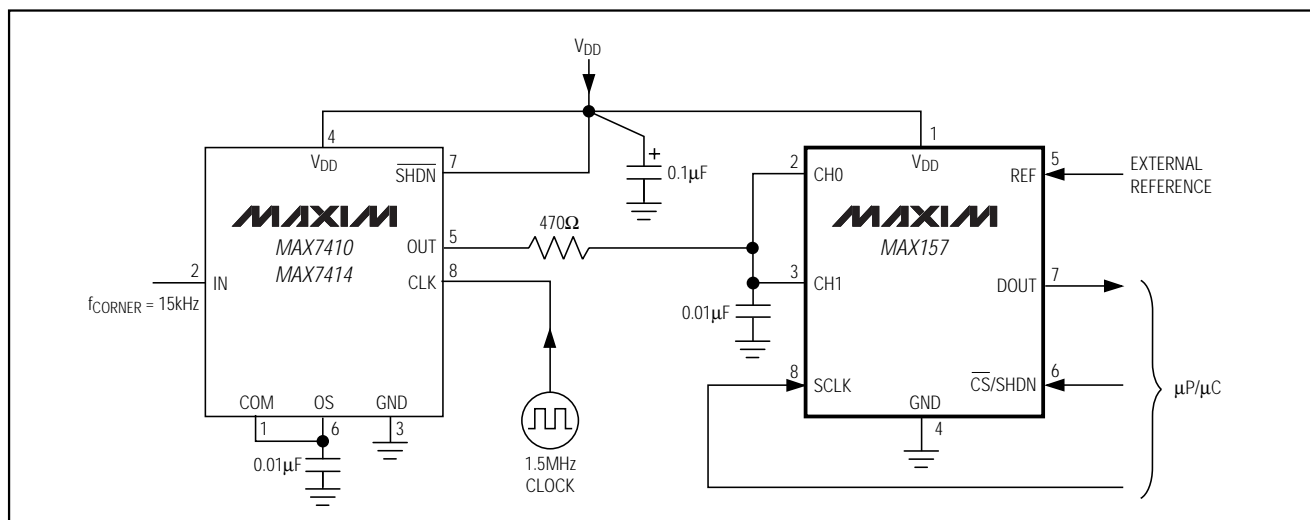 VDD
4
VDD
7
SHDN
0.1µF
+
MAXIM
MAX7410
MAX7414
2
IN
fCORNER = 15kHz
OUT
5
470Ω
CLK
8
COM
OS
GND
1
6
3
0.01µF
1.5MHz
CLOCK
1
VDD
2
CH0
REF
5
EXTERNAL
REFERENCE
MAXIM
MAX157
3
CH1
0.01µF
DOUT
7
8
SCLK
CS/SHDN
6
GND
4
µP/µC